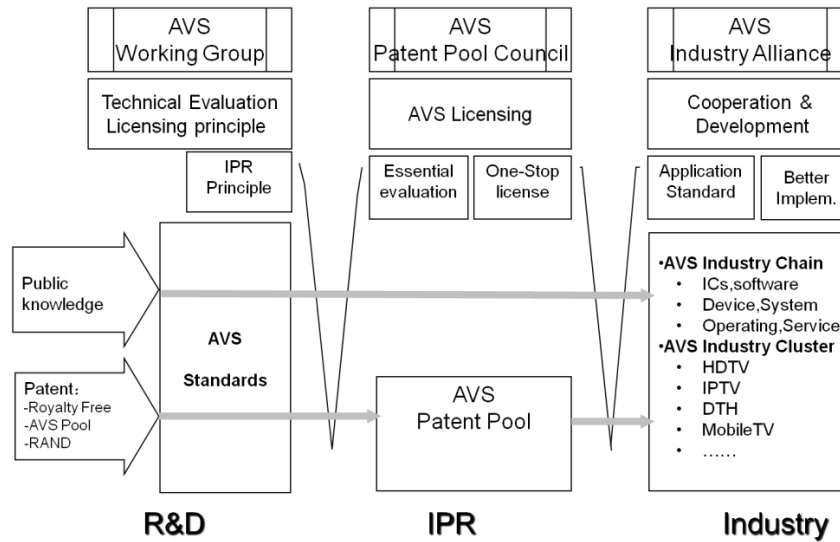 AVS
Working Group
AVS
Patent Pool Council
AVS
Industry Alliance
Technical Evaluation
Licensing principle
AVS Licensing
Cooperation &
Development
IPR
Principle
Essential
evaluation
One-Stop
license
Application
Standard
Better
Implem.
Public
knowledge
Patent：
-Royalty Free
-AVS Pool
-RAND
AVS
Standards
AVS
Patent Pool
•AVS Industry Chain
• ICs,software
• Device,System
• Operating,Service
•AVS Industry Cluster
• HDTV
• IPTV
• DTH
• MobileTV
• ……
R&D
IPR
Industry